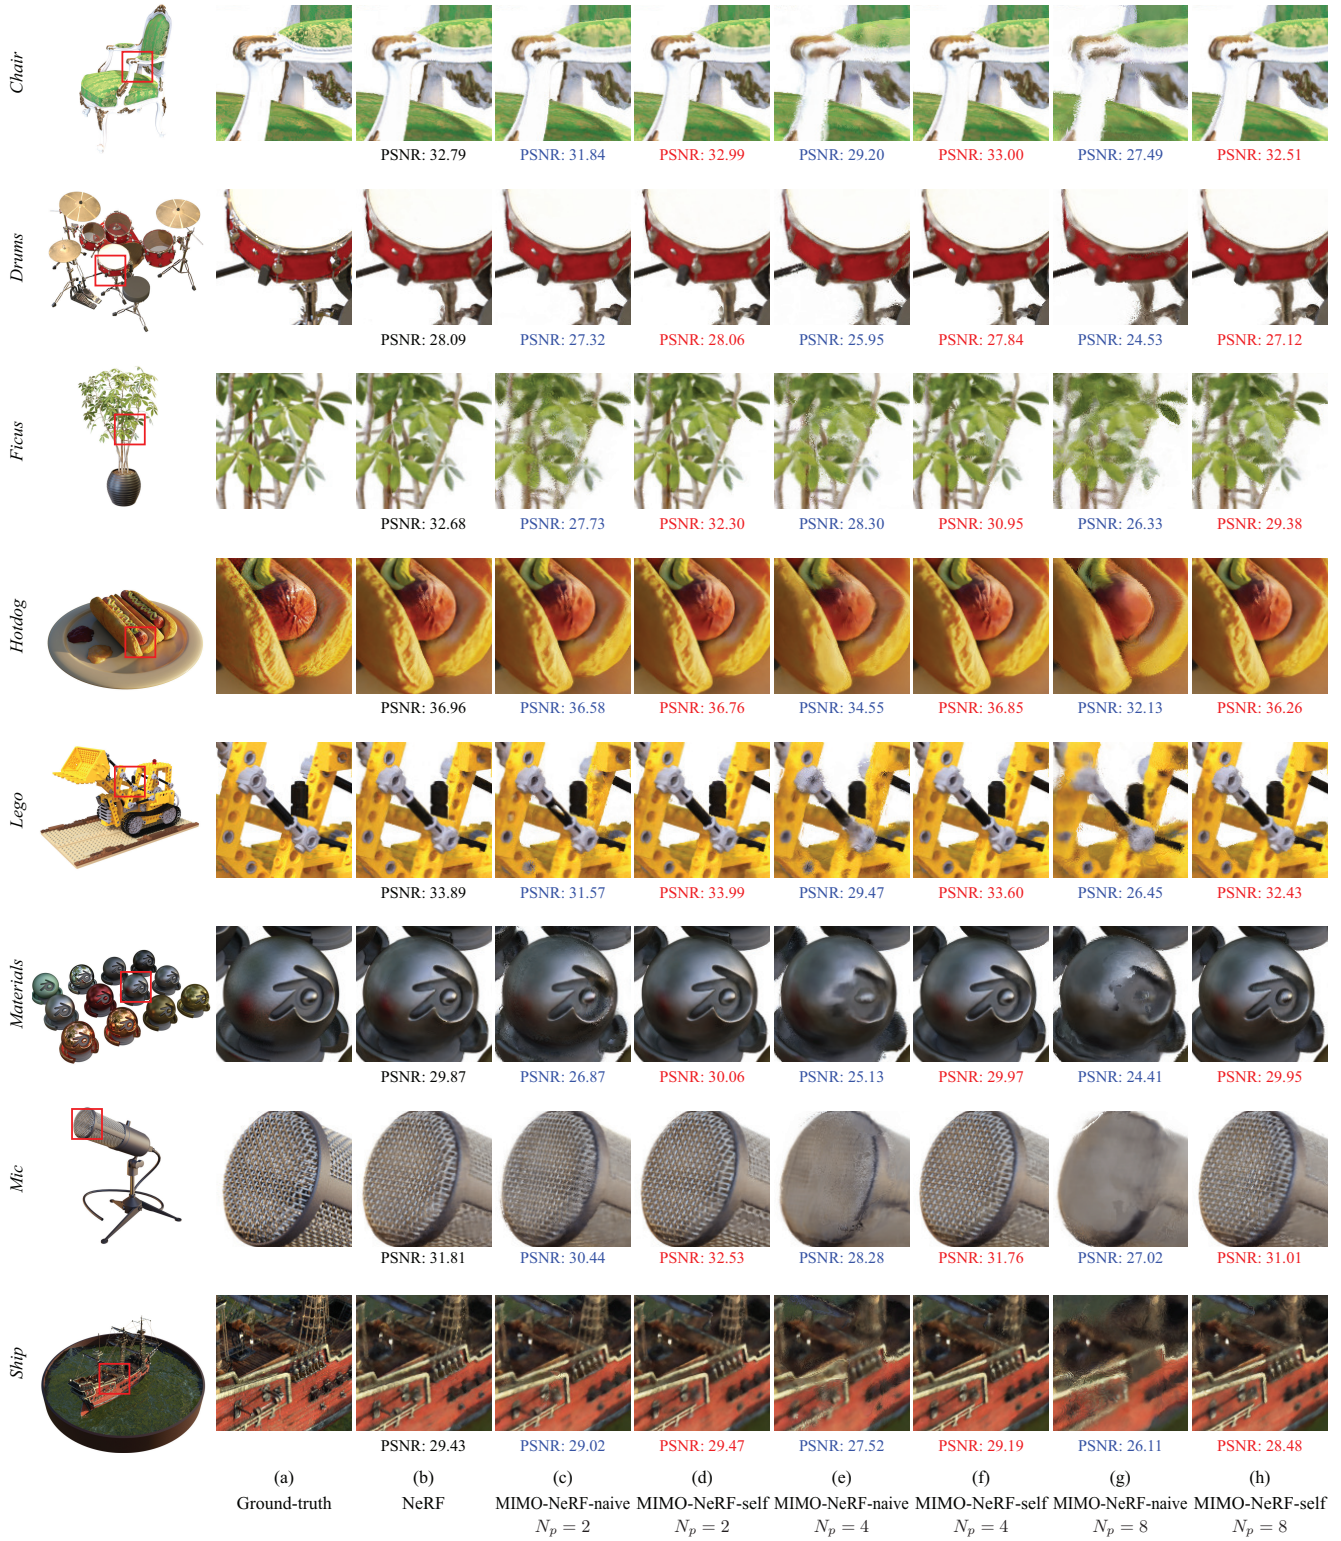 Chair
PSNR: 32.79 PSNR: 31.84 PSNR: 32.99 PSNR: 29.20 PSNR: 33.00 PSNR: 27.49 PSNR: 32.51
Drums
PSNR: 28.09 PSNR: 27.32 PSNR: 28.06 PSNR: 25.95 PSNR: 27.84 PSNR: 24.53 PSNR: 27.12
Ficus
PSNR: 32.68 PSNR: 27.73 PSNR: 32.30 PSNR: 28.30 PSNR: 30.95 PSNR: 26.33 PSNR: 29.38
Hotdog
PSNR: 36.96 PSNR: 36.58 PSNR: 36.76 PSNR: 34.55 PSNR: 36.85 PSNR: 32.13 PSNR: 36.26
Lego
PSNR: 33.89 PSNR: 31.57 PSNR: 33.99 PSNR: 29.47 PSNR: 33.60 PSNR: 26.45 PSNR: 32.43
Materials
PSNR: 29.87 PSNR: 26.87 PSNR: 30.06 PSNR: 25.13 PSNR: 29.97 PSNR: 24.41 PSNR: 29.95
Mic
PSNR: 31.81 PSNR: 30.44 PSNR: 32.53 PSNR: 28.28 PSNR: 31.76 PSNR: 27.02 PSNR: 31.01
Ship
PSNR: 29.43 PSNR: 29.02 PSNR: 29.47 PSNR: 27.52 PSNR: 29.19 PSNR: 26.11 PSNR: 28.48
(a) (b) (c) (d) (e) (f) (g) (h)
Ground-truth NeRF MIMO-NeRF-naive MIMO-NeRF-self MIMO-NeRF-naive MIMO-NeRF-self MIMO-NeRF-naive MIMO-NeRF-self
N_p = 2 N_p = 2 N_p = 4 N_p = 4 N_p = 8 N_p = 8